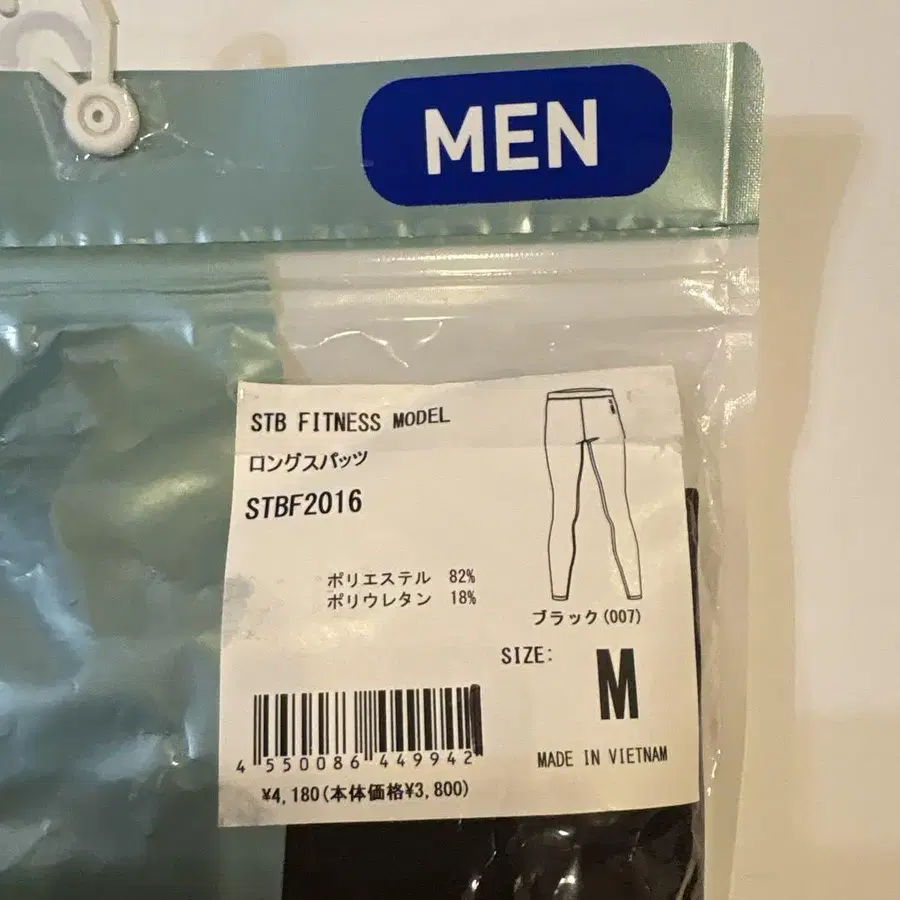 MEN
STB FITNESS MODEL
ロングスパッツ
STBF2016
ポリエステル 82%
ポリウレタン 18%
ブラック(007)
SIZE: M
4 550086 449942
MADE IN VIETNAM
¥4,180(本体価格¥3,800)